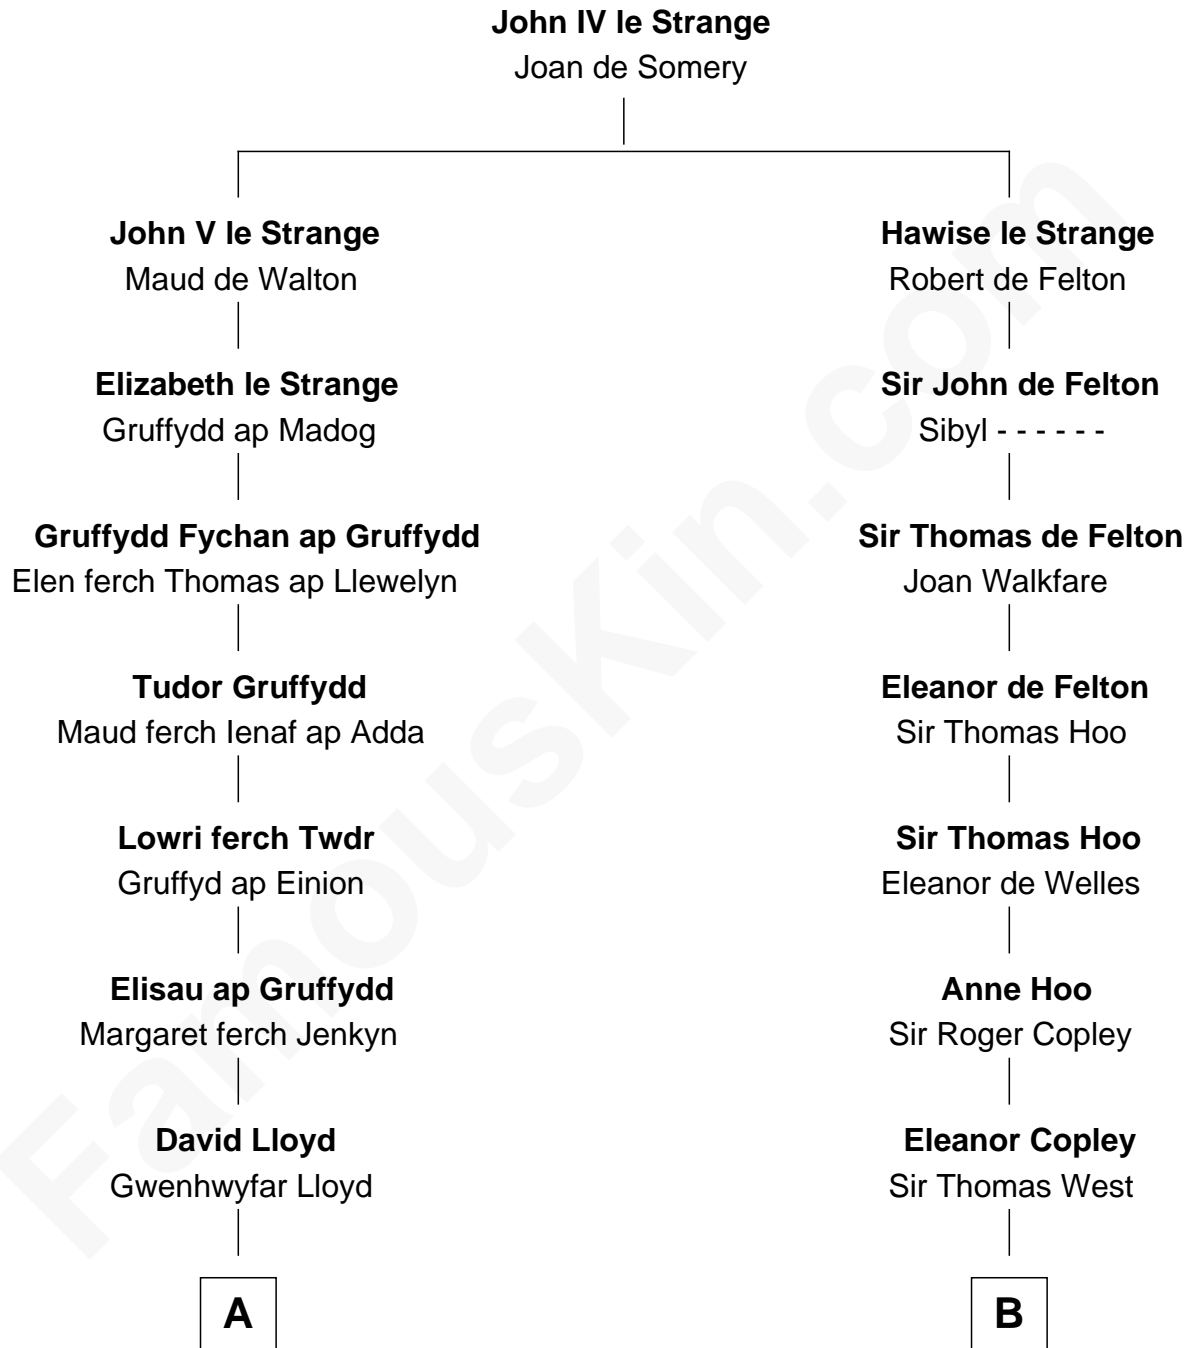 John IV le Strange
Joan de Somery
John V le Strange
Maud de Walton
Hawise le Strange
Robert de Felton
Elizabeth le Strange
Gruffydd ap Madog
Sir John de Felton
Sibyl - - - - - -
Gruffydd Fychan ap Gruffydd
Elen ferch Thomas ap Llewelyn
Sir Thomas de Felton
Joan Walkfare
Tudor Gruffydd
Maud ferch Ienaf ap Adda
Eleanor de Felton
Sir Thomas Hoo
Lowri ferch Twdr
Gruffyd ap Einion
Sir Thomas Hoo
Eleanor de Welles
Elisau ap Gruffydd
Margaret ferch Jenkyn
Anne Hoo
Sir Roger Copley
David Lloyd
Gwenhwyfar Lloyd
Eleanor Copley
Sir Thomas West
A
B
FamousKin.com